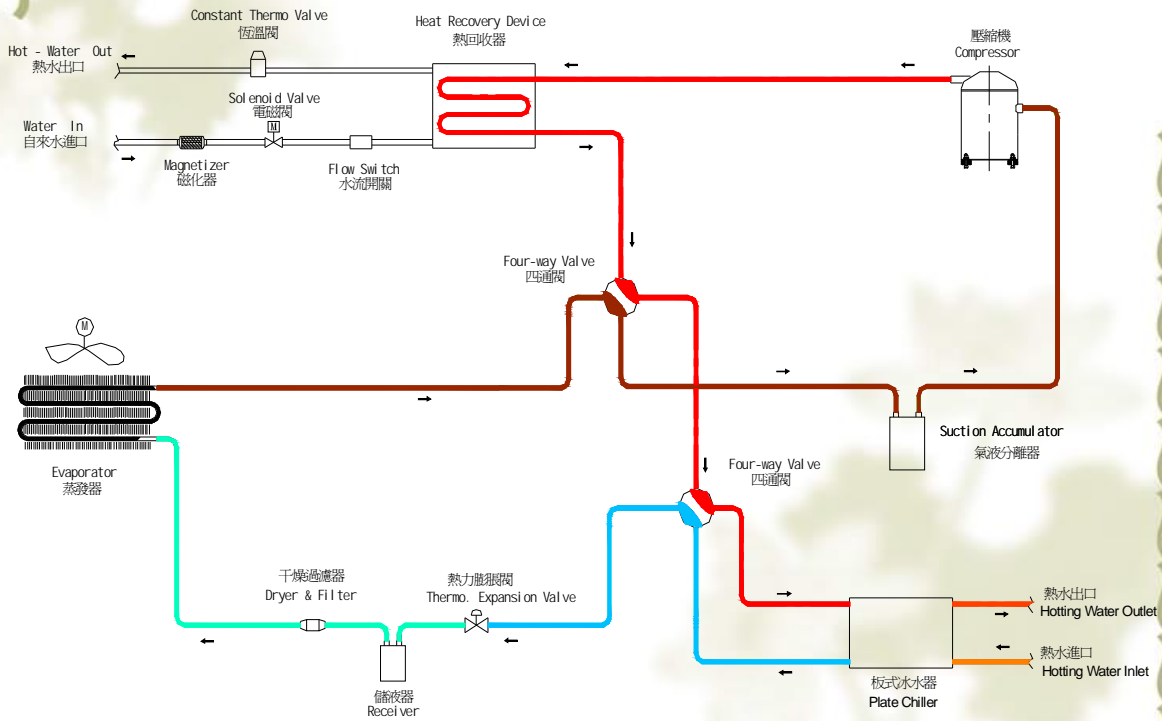 Constant Thermo Valve
恆溫閥
Heat Recovery Device
熱回收器
壓縮機
Compressor
Hot - Water Out
熱水出口
Solenoid Valve
電磁閥
M
Water In
自來水進口
Magnetizer
磁化器
Flow Switch
水流開關
Four-way Valve
四通閥
M
Evaporator
蒸發器
Suction Accumulator
氣液分離器
Four-way Valve
四通閥
干燥過濾器
Dryer & Filter
熱力膨脹閥
Thermo. Expansion Valve
熱水出口
Hotting Water Outlet
熱水進口
Hotting Water Inlet
儲液器
Receiver
板式冰水器
Plate Chiller